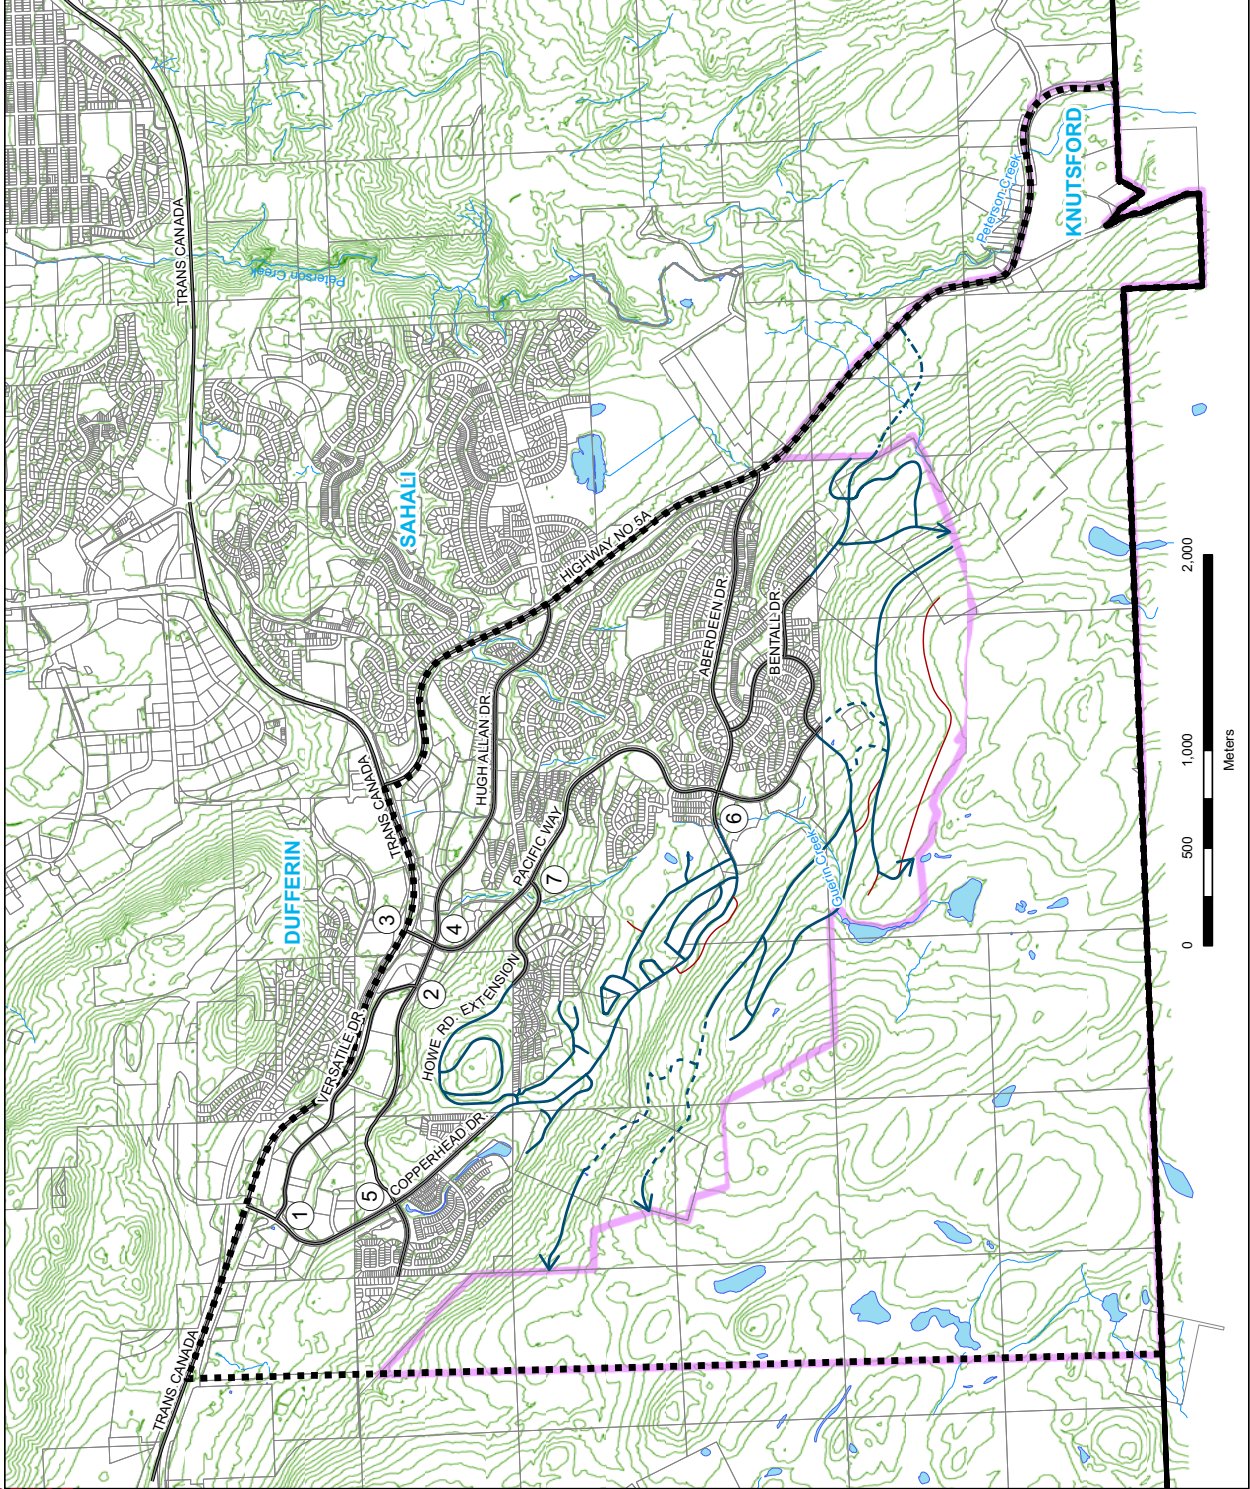 TRANS CANADA
TRANS CANADA
TRANS CANADA
Peterson Creek
Peterson Creek
KNUTSFORD
SAHALI
DUFFERIN
HIGHWAY NO 5A
HUGH ALLAN DR.
ABERDEEN DR.
BENTALL DR.
PACIFIC WAY
VERSATILE DR.
HOWE RD. EXTENSION
COPPERHEAD DR.
Guerin Creek
1
2
3
4
5
6
7
0
500
1,000
2,000
Meters